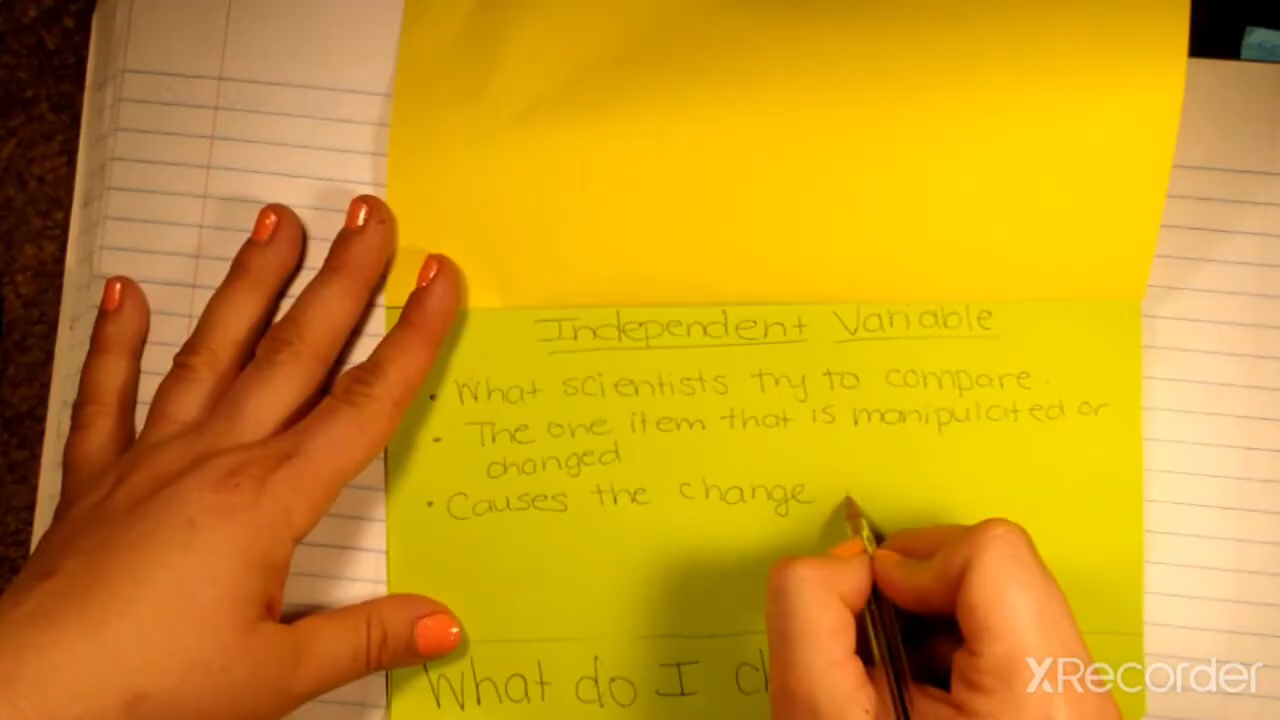 Independent Variable
• What scientists try to compare.
• The one item that is manipulated or
changed
• Causes the change
What do I
XRecorder